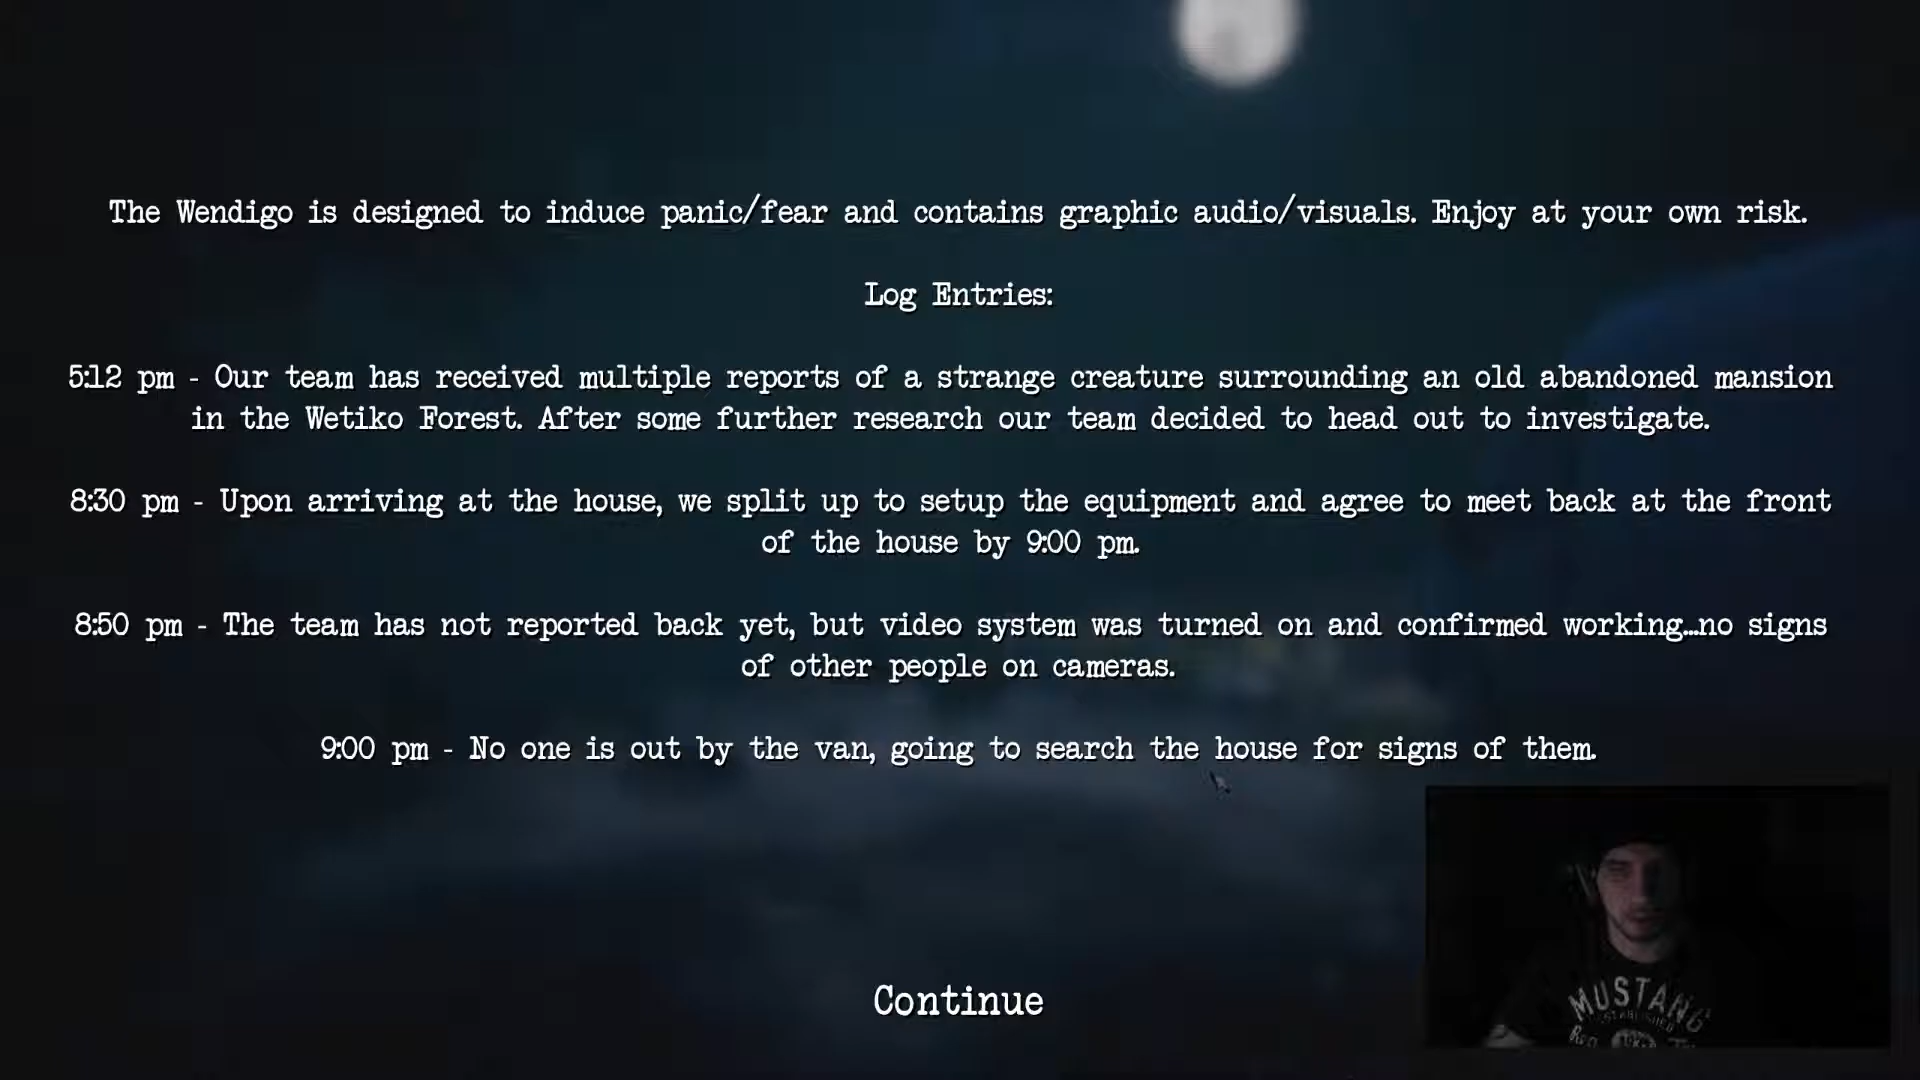 The Wendigo is designed to induce panic/fear and contains graphic audio/visuals. Enjoy at your own risk.
Log Entries:
5:12 pm - Our team has received multiple reports of a strange creature surrounding an old abandoned mansion
in the Wetiko Forest. After some further research our team decided to head out to investigate.
8:30 pm - Upon arriving at the house, we split up to setup the equipment and agree to meet back at the front
of the house by 9:00 pm.
8:50 pm - The team has not reported back yet, but video system was turned on and confirmed working...no signs
of other people on cameras.
9:00 pm - No one is out by the van, going to search the house for signs of them.
Continue
MUSTANG